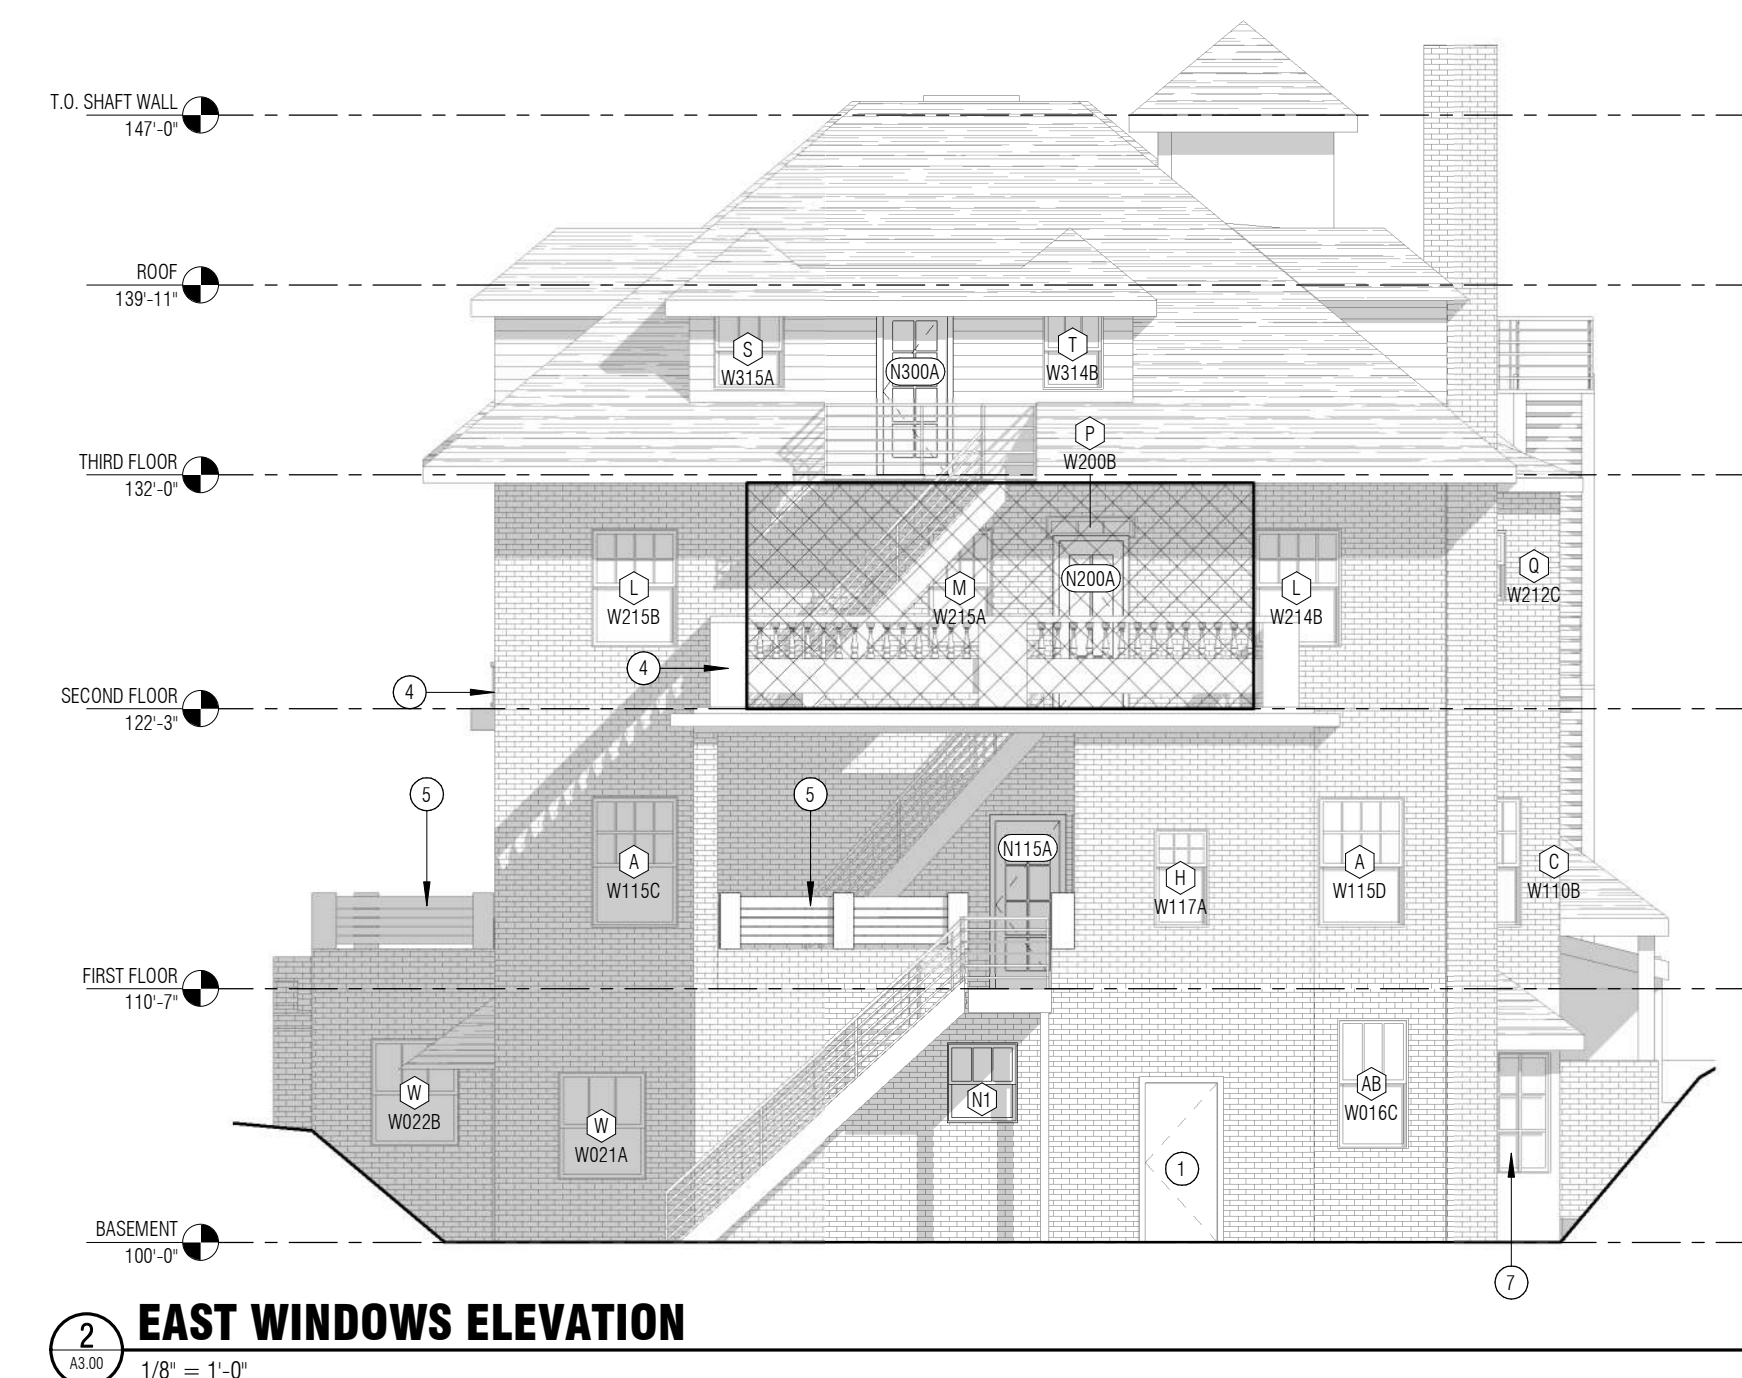 T.O. SHAFT WALL
147'-0"
ROOF
139'-11"
S
W315A
N300A
T
W314B
P
W200B
THIRD FLOOR
132'-0"
L
W215B
M
W215A
N200A
L
W214B
Q
W212C
4
4
SECOND FLOOR
122'-3"
5
5
A
W115C
N115A
H
W117A
A
W115D
C
W110B
FIRST FLOOR
110'-7"
W
W022B
W
W021A
N1
AB
W016C
1
BASEMENT
100'-0"
7
2
A3.00
EAST WINDOWS ELEVATION
1/8" = 1'-0"